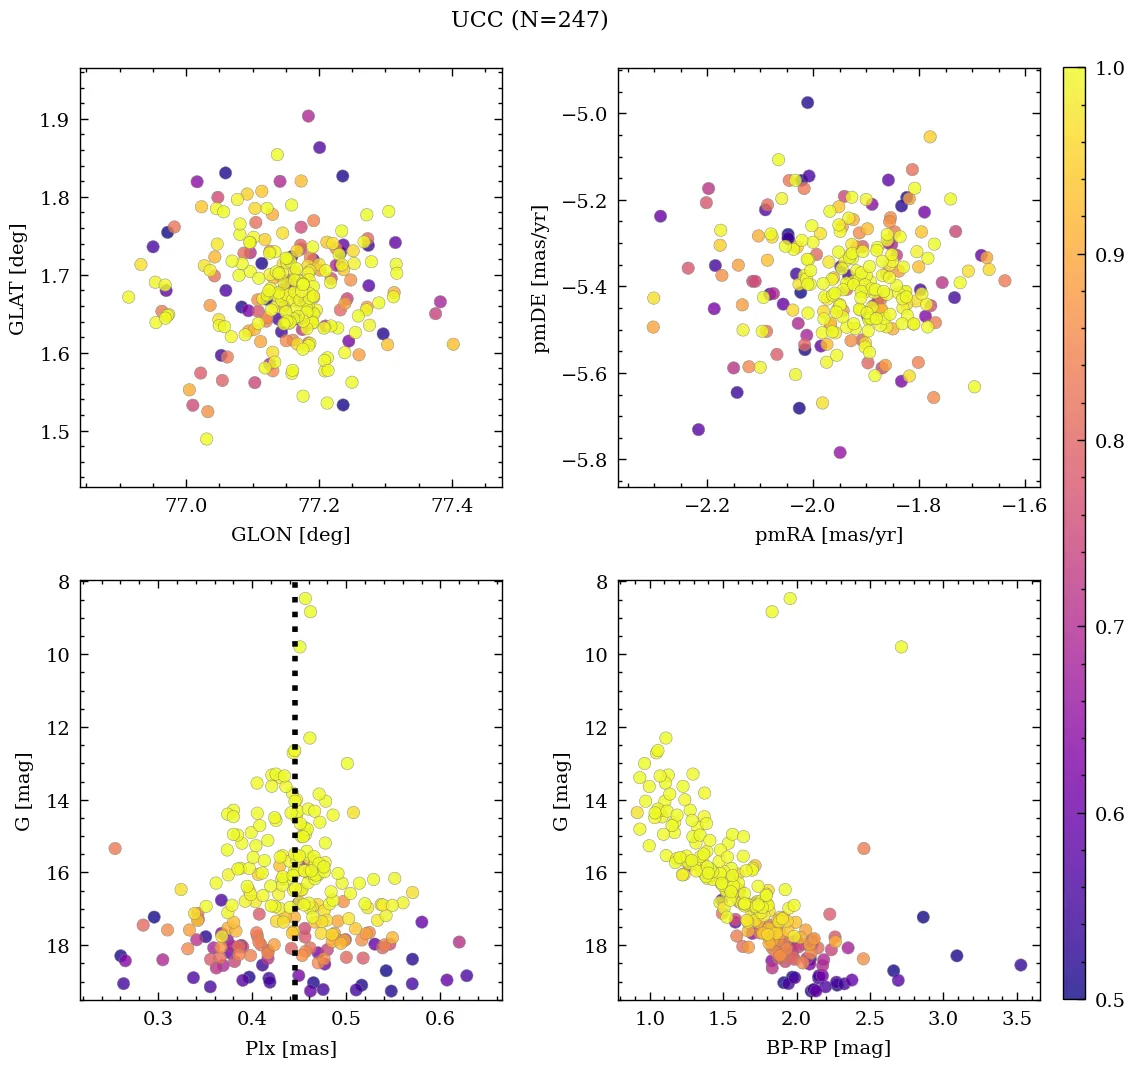 UCC (N=247)
1.9
1.8
1.7
1.6
1.5
GLAT [deg]
77.0 77.2 77.4
GLON [deg]
−5.0
−5.2
−5.4
−5.6
−5.8
pmDE [mas/yr]
−2.2 −2.0 −1.8 −1.6
pmRA [mas/yr]
1.0
0.9
0.8
0.7
0.6
0.5
8
10
12
14
16
18
G [mag]
0.3 0.4 0.5 0.6
Plx [mas]
8
10
12
14
16
18
G [mag]
1.0 1.5 2.0 2.5 3.0 3.5
BP-RP [mag]